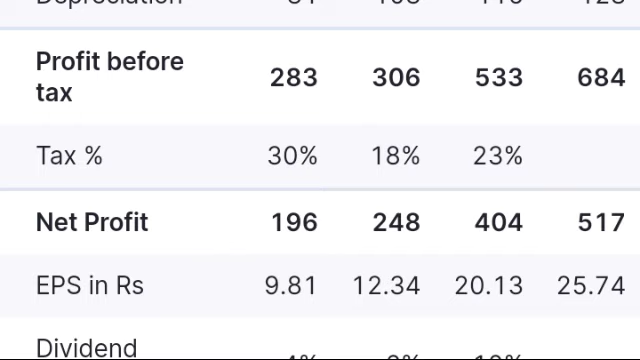 Depreciation
Profit before
tax 283 306 533 684
Tax % 30% 18% 23%
Net Profit 196 248 404 517
EPS in Rs 9.81 12.34 20.13 25.74
Dividend